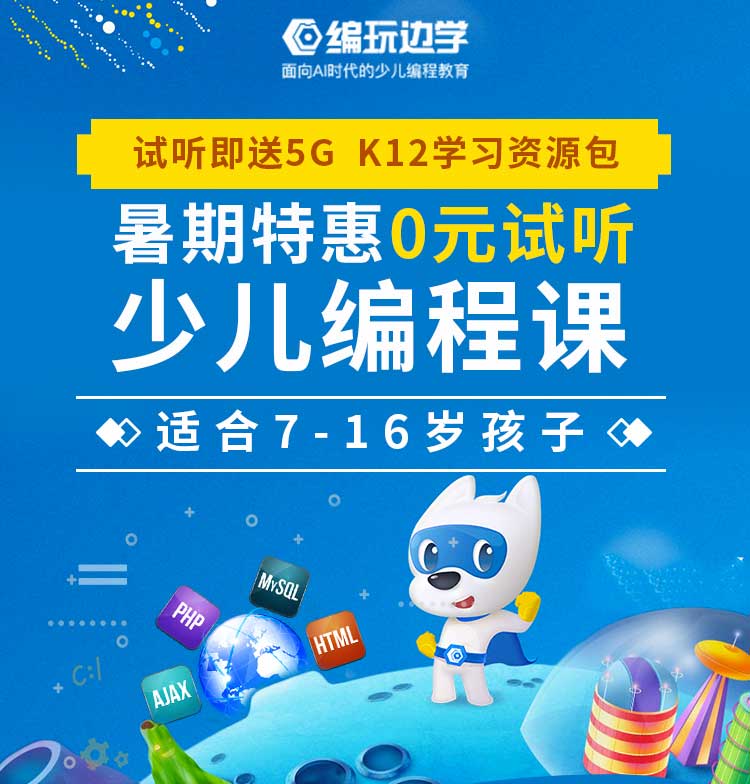 编玩边学
面向AI时代的少儿编程教育
试听即送5G K12学习资源包
暑期特惠0元试听
少儿编程课
适合7-16岁孩子
MySQL
PHP
HTML
AJAX
C:\